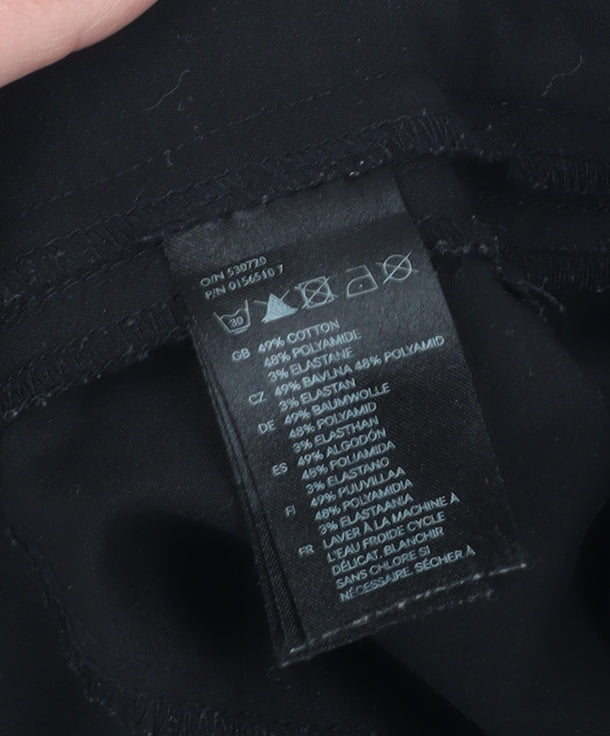 O/N 530720
P/N 0156510 7
30
GB 49% COTTON
48% POLYAMIDE
3% ELASTANE
CZ 49% BAVLNA 48% POLYAMID
3% ELASTAN
DE 49% BAUMWOLLE
48% POLYAMID
3% ELASTHAN
ES 49% ALGODÓN
48% POLIAMIDA
3% ELASTANO
FI 49% PUUVILLAA
48% POLYAMIDIA
3% ELASTAANIA
FR LAVER À LA MACHINE À
L'EAU FROIDE CYCLE
DÉLICAT. BLANCHIR
SANS CHLORE SI
NÉCESSAIRE. SÉCHER À